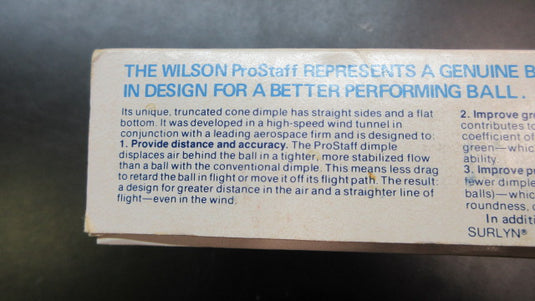 THE WILSON ProStaff REPRESENTS A GENUINE B
IN DESIGN FOR A BETTER PERFORMING BALL.
Its unique, truncated cone dimple has straight sides and a flat
bottom. It was developed in a high-speed wind tunnel in
conjunction with a leading aerospace firm and is designed to:
1. Provide distance and accuracy. The ProStaff dimple
displaces air behind the ball in a tighter, more stabilized flow
than a ball with the conventional dimple. This means less drag
to retard the ball in flight or move it off its flight path. The result:
a design for greater distance in the air and a straighter line of
flight—even in the wind.
2. Improve gr
contributes to
coefficient of
green—whic
ability.
3. Improve p
fewer dimple
balls)—whic
roundness,
In additi
SURLYN®